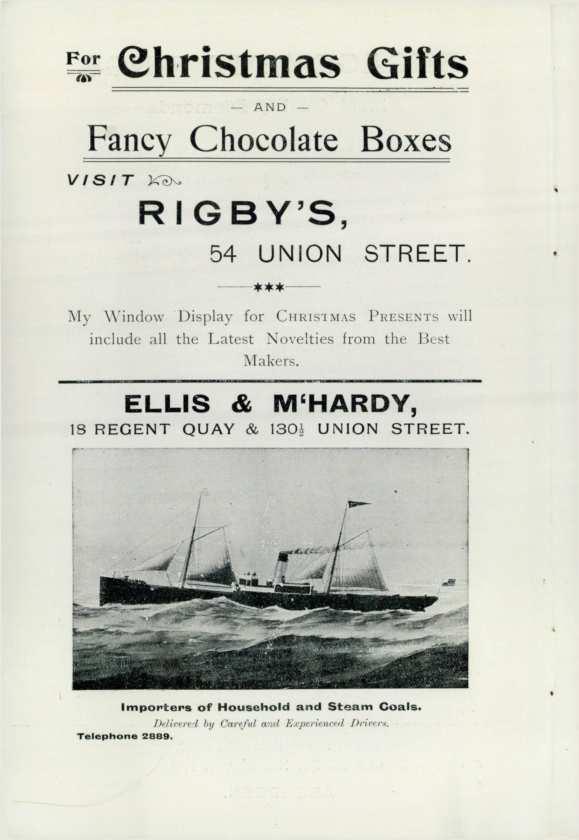 For Christmas Gifts
— AND —
Fancy Chocolate Boxes
VISIT
RIGBY'S,
54 UNION STREET.
My Window Display for CHRISTMAS PRESENTS will
include all the Latest Novelties from the Best
Makers.
ELLIS & M‘HARDY,
18 REGENT QUAY & 130½ UNION STREET.
Importers of Household and Steam Coals.
Delivered by Careful and Experienced Drivers.
Telephone 2889.